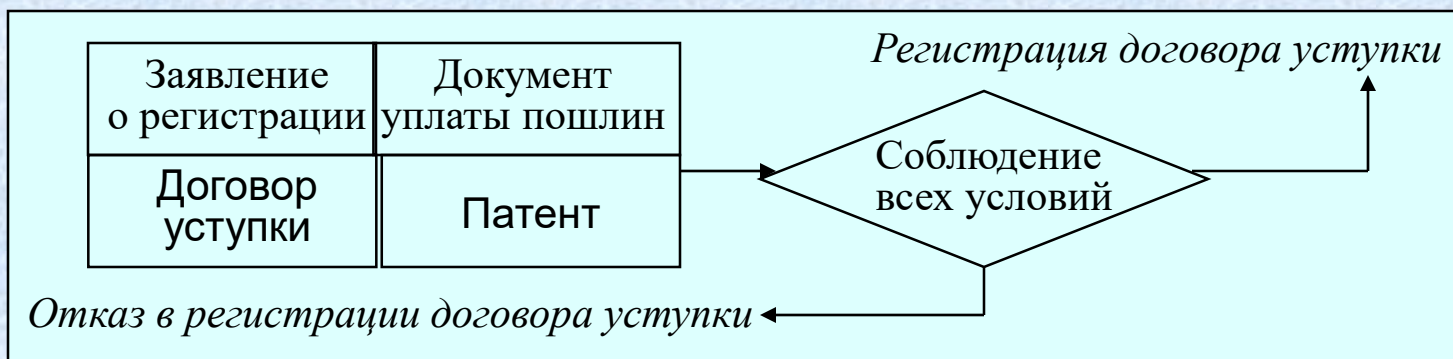 Регистрация договора уступки
Заявление
о регистрации
Документ
уплаты пошлин
Договор
уступки
Патент
Соблюдение
всех условий
Отказ в регистрации договора уступки